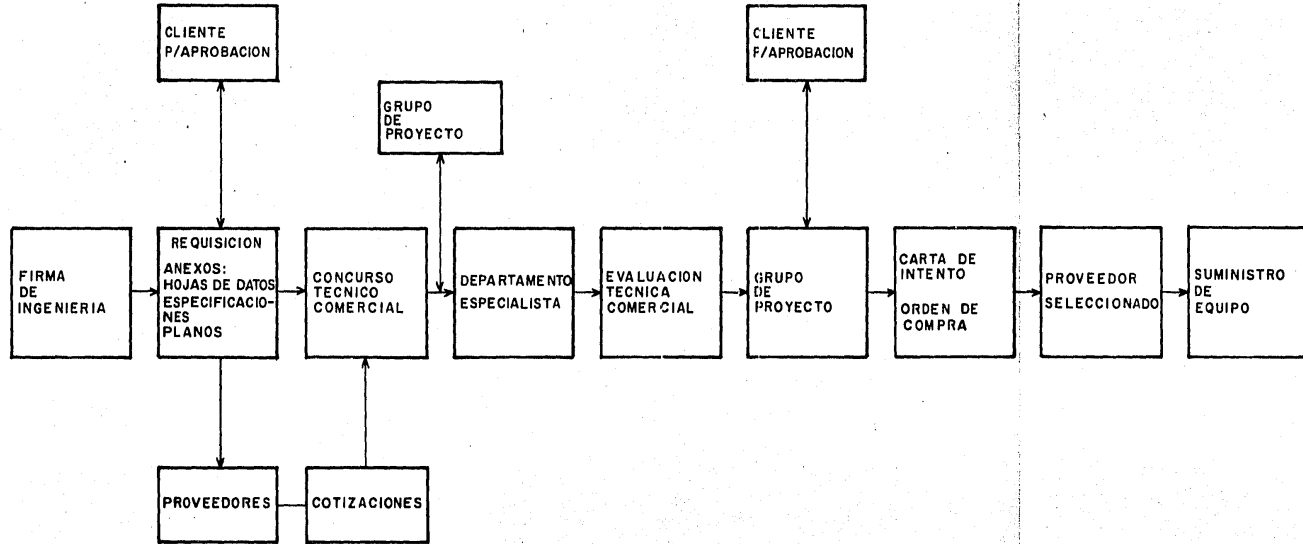 CLIENTE
P/APROBACION
CLIENTE
P/APROBACION
GRUPO
DE
PROYECTO
FIRMA
DE
INGENIERIA
REQUISICION
ANEXOS:
HOJAS DE DATOS
ESPECIFICACIO-
NES
PLANOS
CONCURSO
TECNICO
COMERCIAL
DEPARTAMENTO
ESPECIALISTA
EVALUACION
TECNICA
COMERCIAL
GRUPO
DE
PROYECTO
CARTA DE
INTENTO
ORDEN DE
COMPRA
PROVEEDOR
SELECCIONADO
SUMINISTRO
DE
EQUIPO
PROVEEDORES
COTIZACIONES